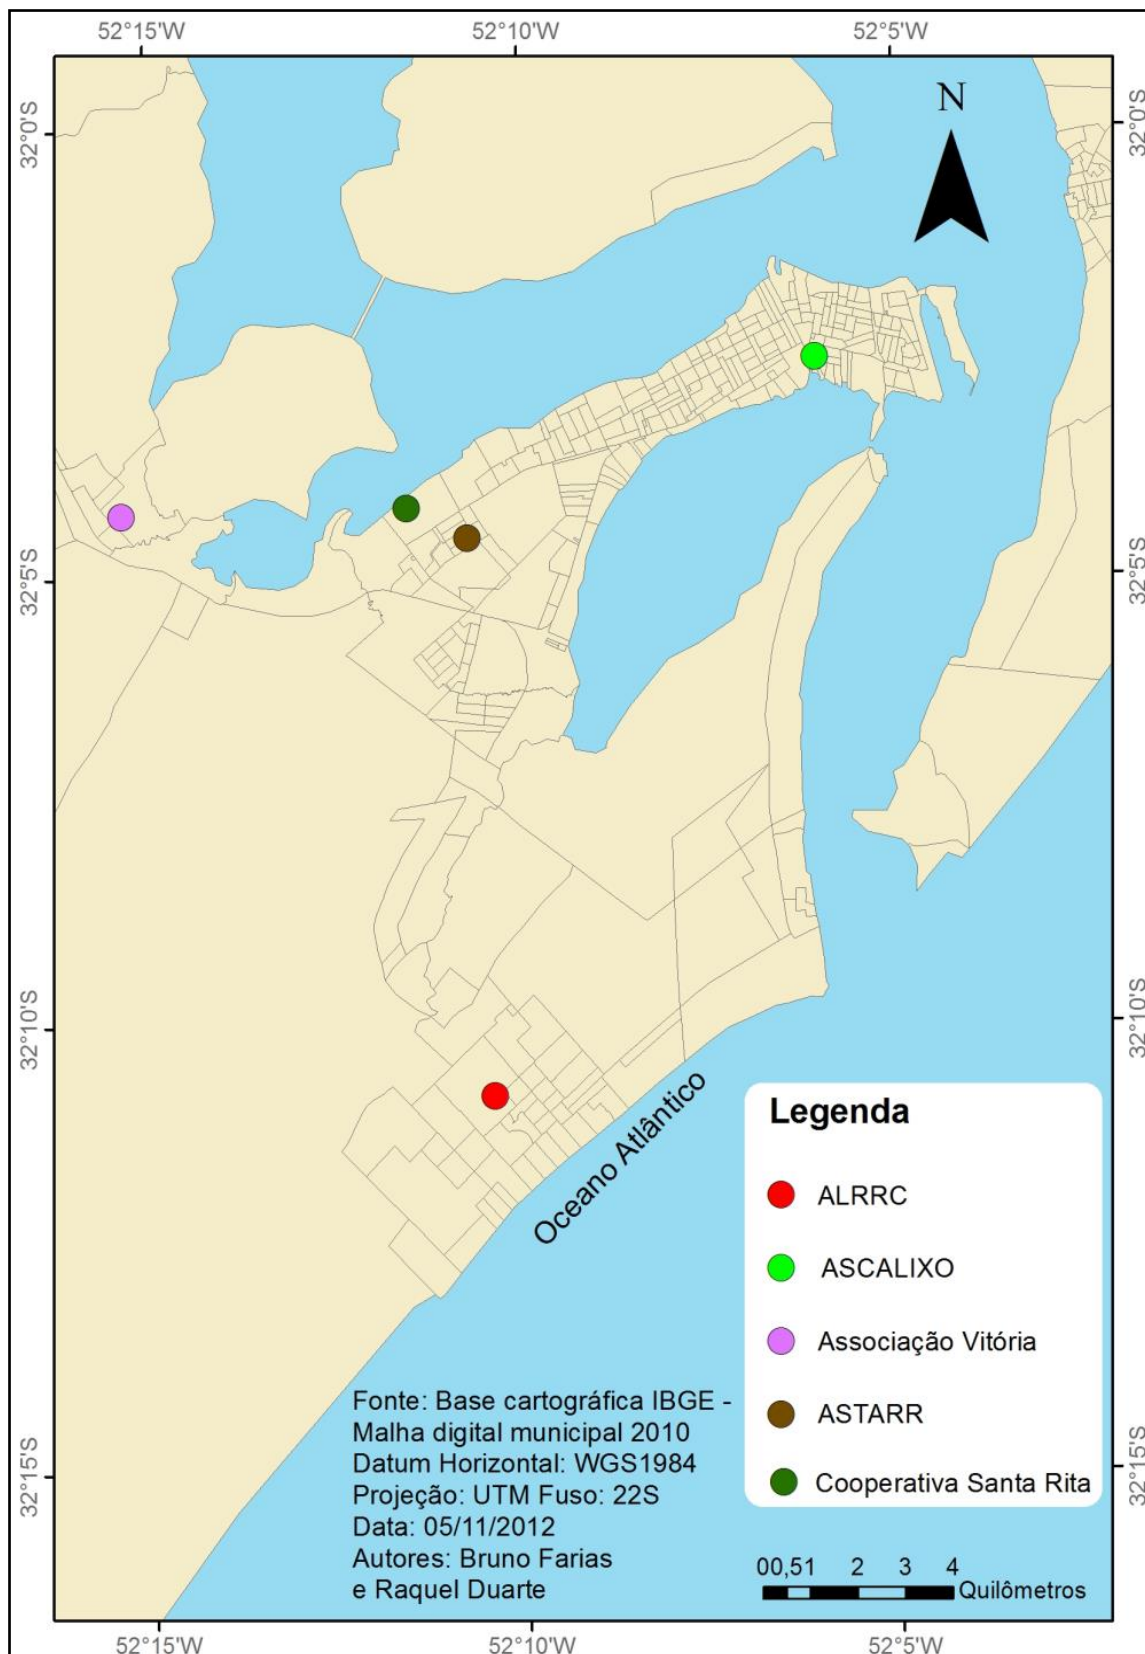 52°15'W 52°10'W 52°5'W
32°0'S 32°0'S
N
32°5'S 32°5'S
32°10'S 32°10'S
Oceano Atlântico
Legenda
ALRRC
ASCALIXO
Associação Vitória
ASTARR
Cooperativa Santa Rita
Fonte: Base cartográfica IBGE -
Malha digital municipal 2010
Datum Horizontal: WGS1984
Projeção: UTM Fuso: 22S
Data: 05/11/2012
Autores: Bruno Farias
e Raquel Duarte
32°15'S 32°15'S
00,51 2 3 4
Quilômetros
52°15'W 52°10'W 52°5'W